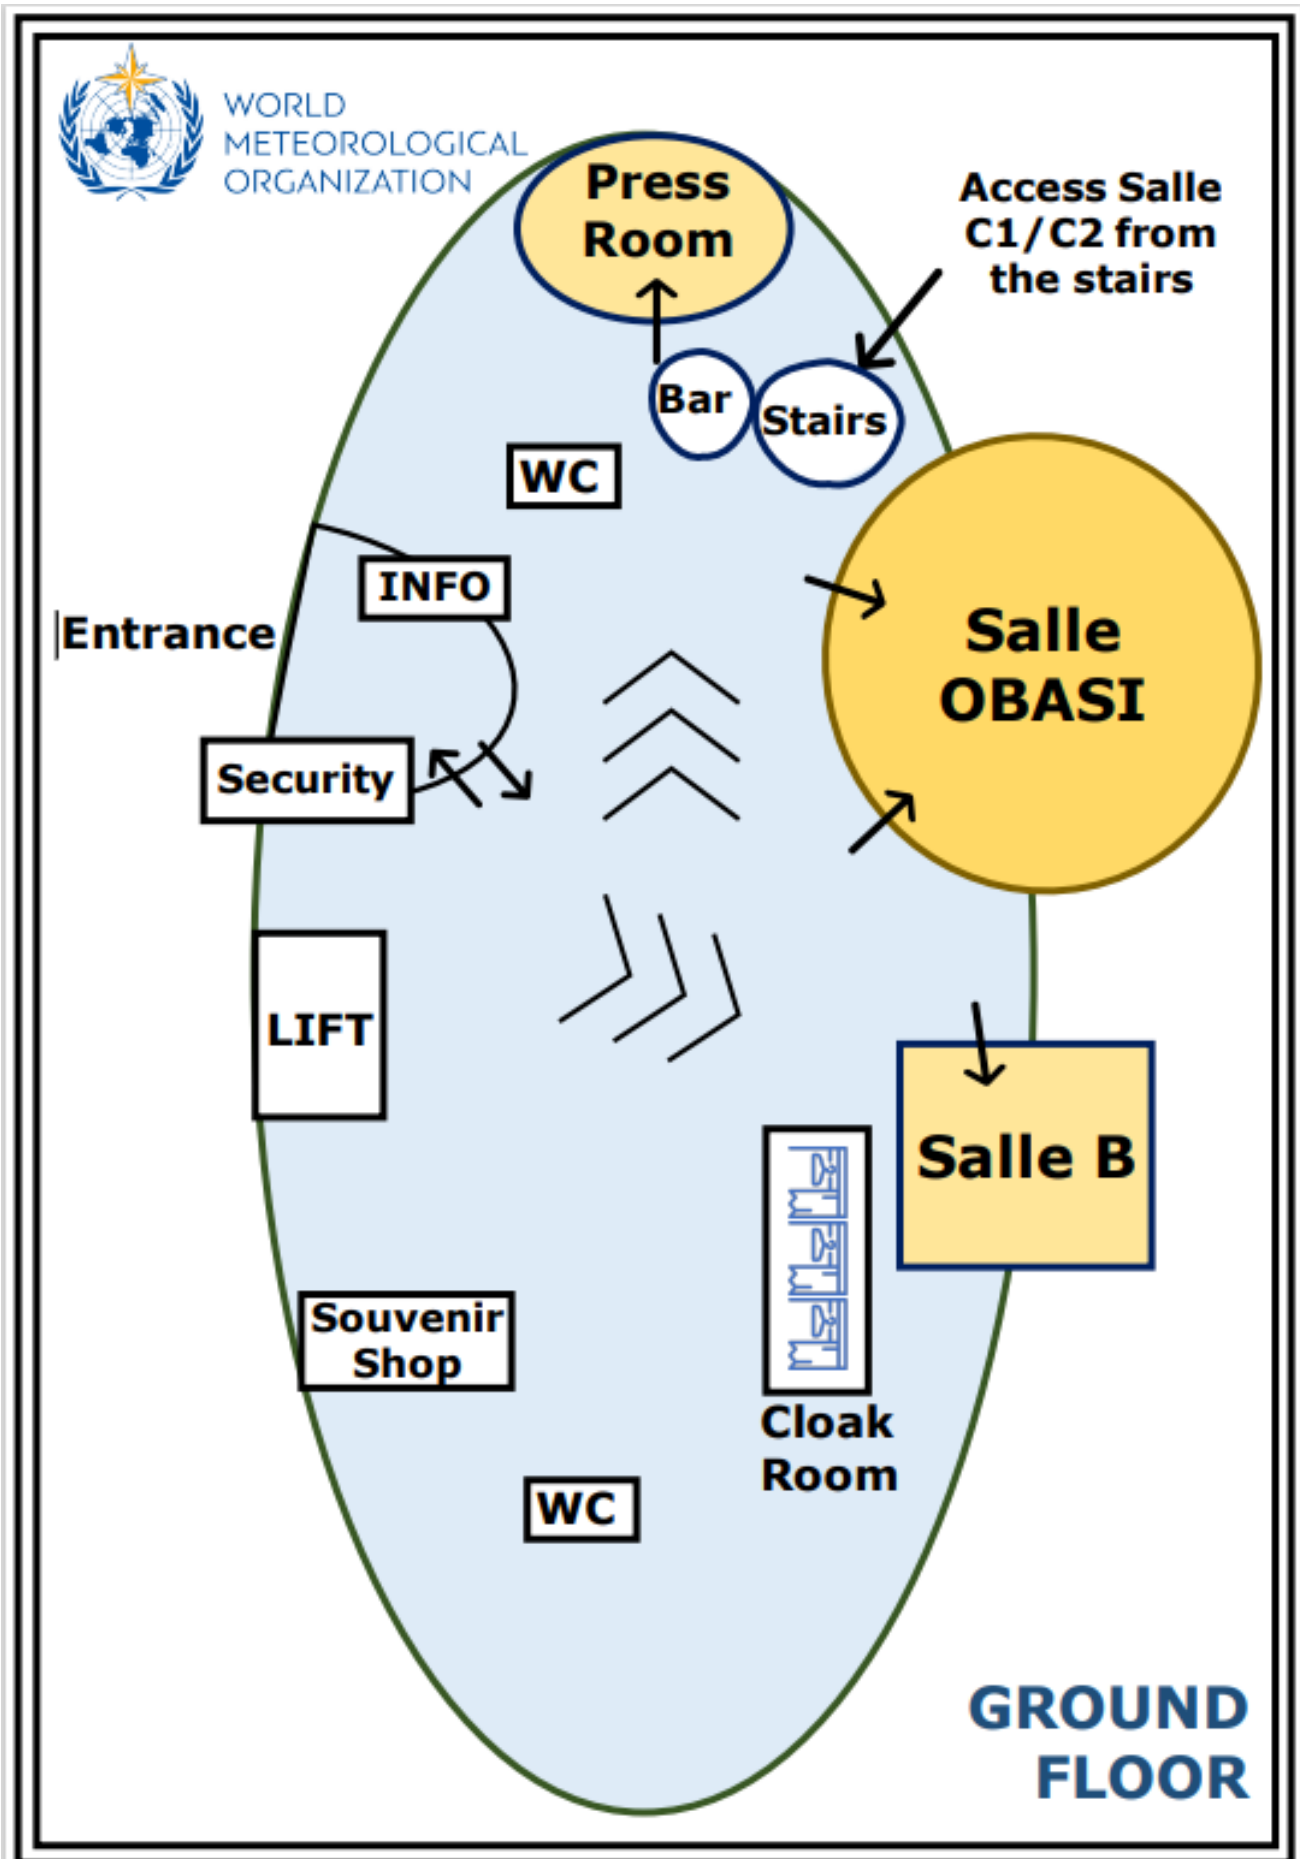 WORLD
METEOROLOGICAL
ORGANIZATION
Press
Room
Access Salle
C1/C2 from
the stairs
Bar
Stairs
WC
INFO
Entrance
Salle
OBASI
Security
LIFT
Salle B
Souvenir
Shop
Cloak
Room
WC
GROUND
FLOOR